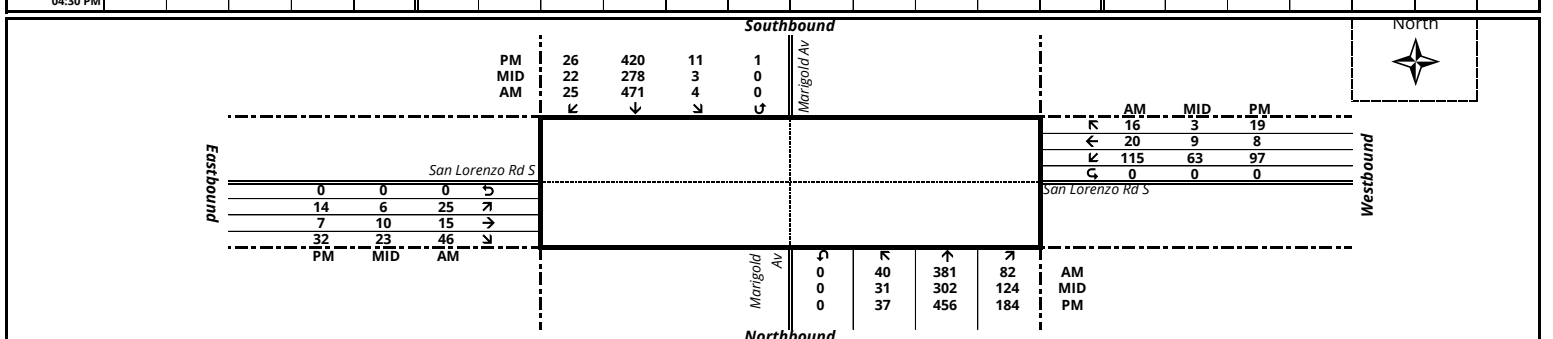 04:30 PM
Southbound
North
Marigold Av
PM 26 420 11 1
MID 22 278 3 0
AM 25 471 4 0
↙ ↓ ↘ ↺
AM MID PM
↖ 16 3 19
← 20 9 8
↙ 115 63 97
↺ 0 0 0
Eastbound
San Lorenzo Rd S
San Lorenzo Rd S
Westbound
0 0 0 ↺
14 6 25 ↗
7 10 15 →
32 23 46 ↘
PM MID AM
Marigold
Av
↺ ↖ ↑ ↗
0 40 381 82 AM
0 31 302 124 MID
0 37 456 184 PM
Northbound